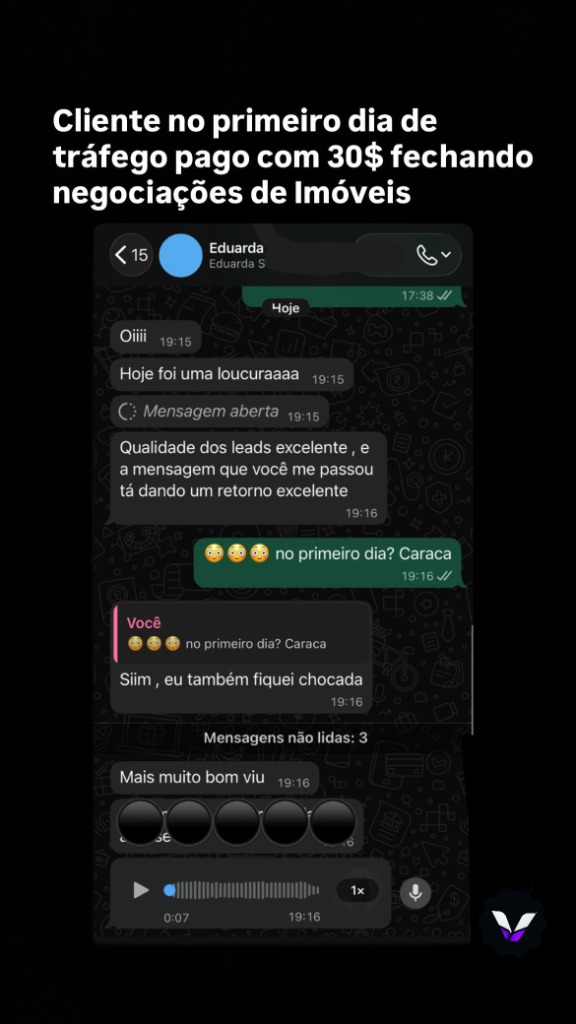 Cliente no primeiro dia de
tráfego pago com 30$ fechando
negociações de Imóveis
15
Eduarda
Eduarda S
17:38
Hoje
Oiiii 19:15
Hoje foi uma loucuraaaa 19:15
Mensagem aberta 19:15
Qualidade dos leads excelente , e
a mensagem que você me passou
tá dando um retorno excelente
19:16
😳😳😳 no primeiro dia? Caraca
19:16
Você
😳😳😳 no primeiro dia? Caraca
Siim , eu também fiquei chocada
19:16
Mensagens não lidas: 3
Mais muito bom viu 19:16
1x
0:07 19:16